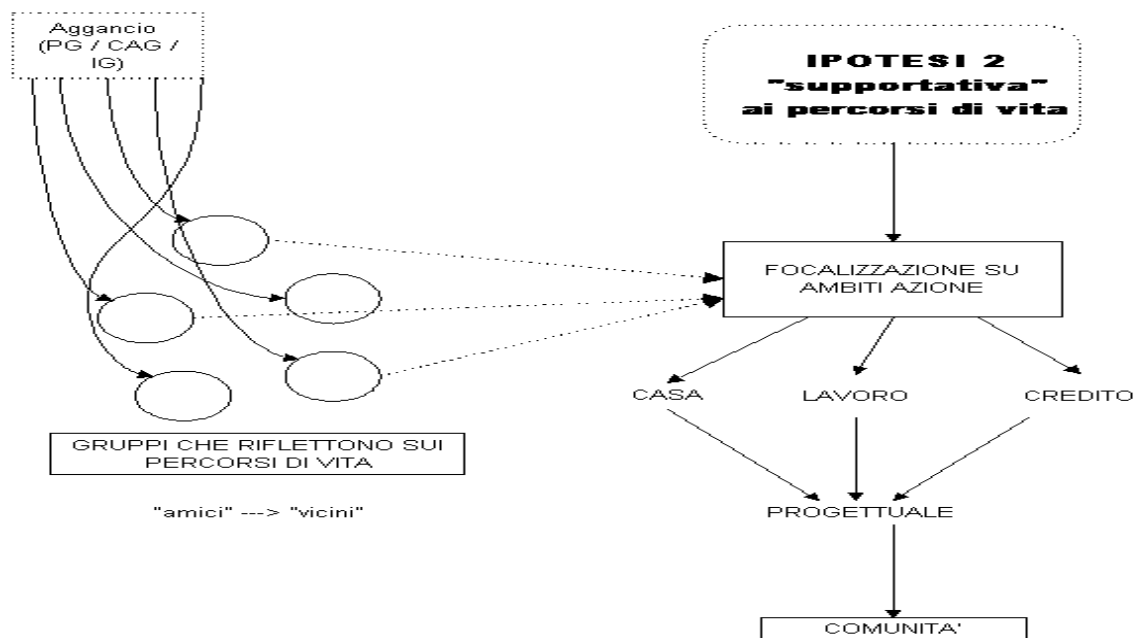 Aggancio
(PG / CAG /
IG)
IPOTESI 2
"supportativa"
ai percorsi di vita
FOCALIZZAZIONE SU
AMBITI AZIONE
CASA
LAVORO
CREDITO
GRUPPI CHE RIFLETTONO SUI
PERCORSI DI VITA
"amici" ---> "vicini"
PROGETTUALE
COMUNITA'